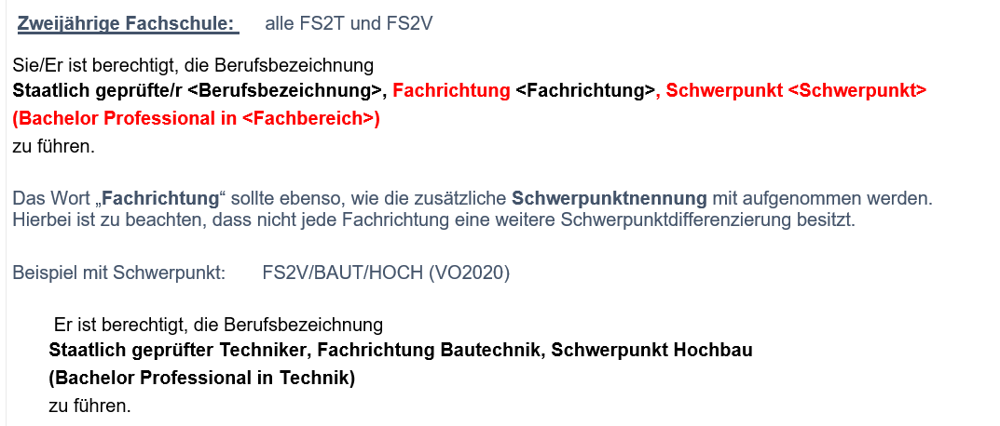 Zweijährige Fachschule: alle FS2T und FS2V
Sie/Er ist berechtigt, die Berufsbezeichnung
Staatlich geprüfte/r <Berufsbezeichnung>, Fachrichtung <Fachrichtung>, Schwerpunkt <Schwerpunkt>
(Bachelor Professional in <Fachbereich>)
zu führen.
Das Wort „Fachrichtung“ sollte ebenso, wie die zusätzliche Schwerpunktnennung mit aufgenommen werden.
Hierbei ist zu beachten, dass nicht jede Fachrichtung eine weitere Schwerpunktdifferenzierung besitzt.
Beispiel mit Schwerpunkt: FS2V/BAUT/HOCH (VO2020)
Er ist berechtigt, die Berufsbezeichnung
Staatlich geprüfter Techniker, Fachrichtung Bautechnik, Schwerpunkt Hochbau
(Bachelor Professional in Technik)
zu führen.